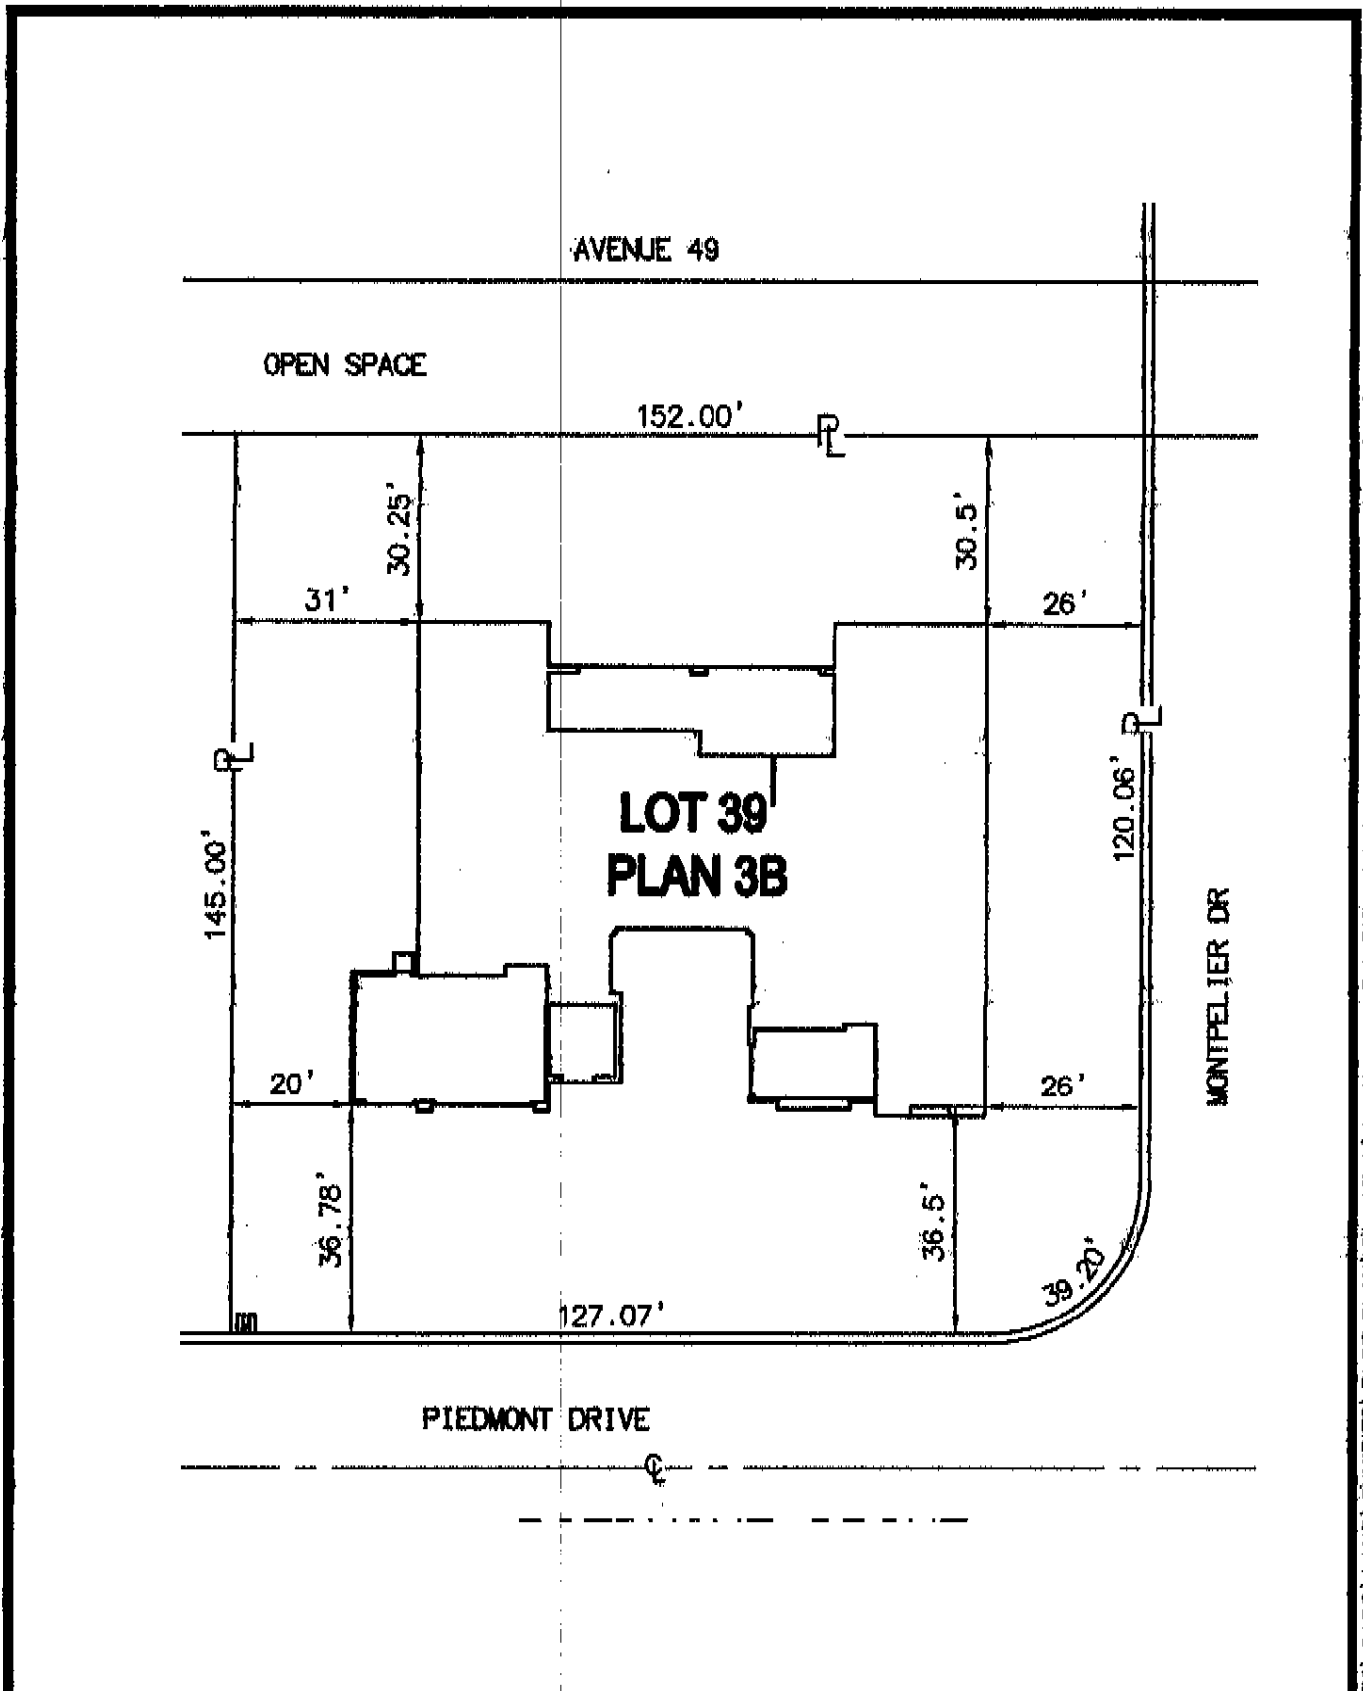 AVENUE 49
OPEN SPACE
152.00'
PL
30.25'
30.5'
31'
26'
PL
PL
LOT 39
PLAN 3B
120.06'
145.00'
MONTPELIER DR
20'
26'
36.78'
36.5'
39.20'
127.07'
PIEDMONT DRIVE
CL